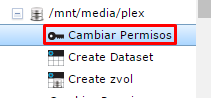 /mnt/media/plex
Cambiar Permisos
Create Dataset
Create zvol